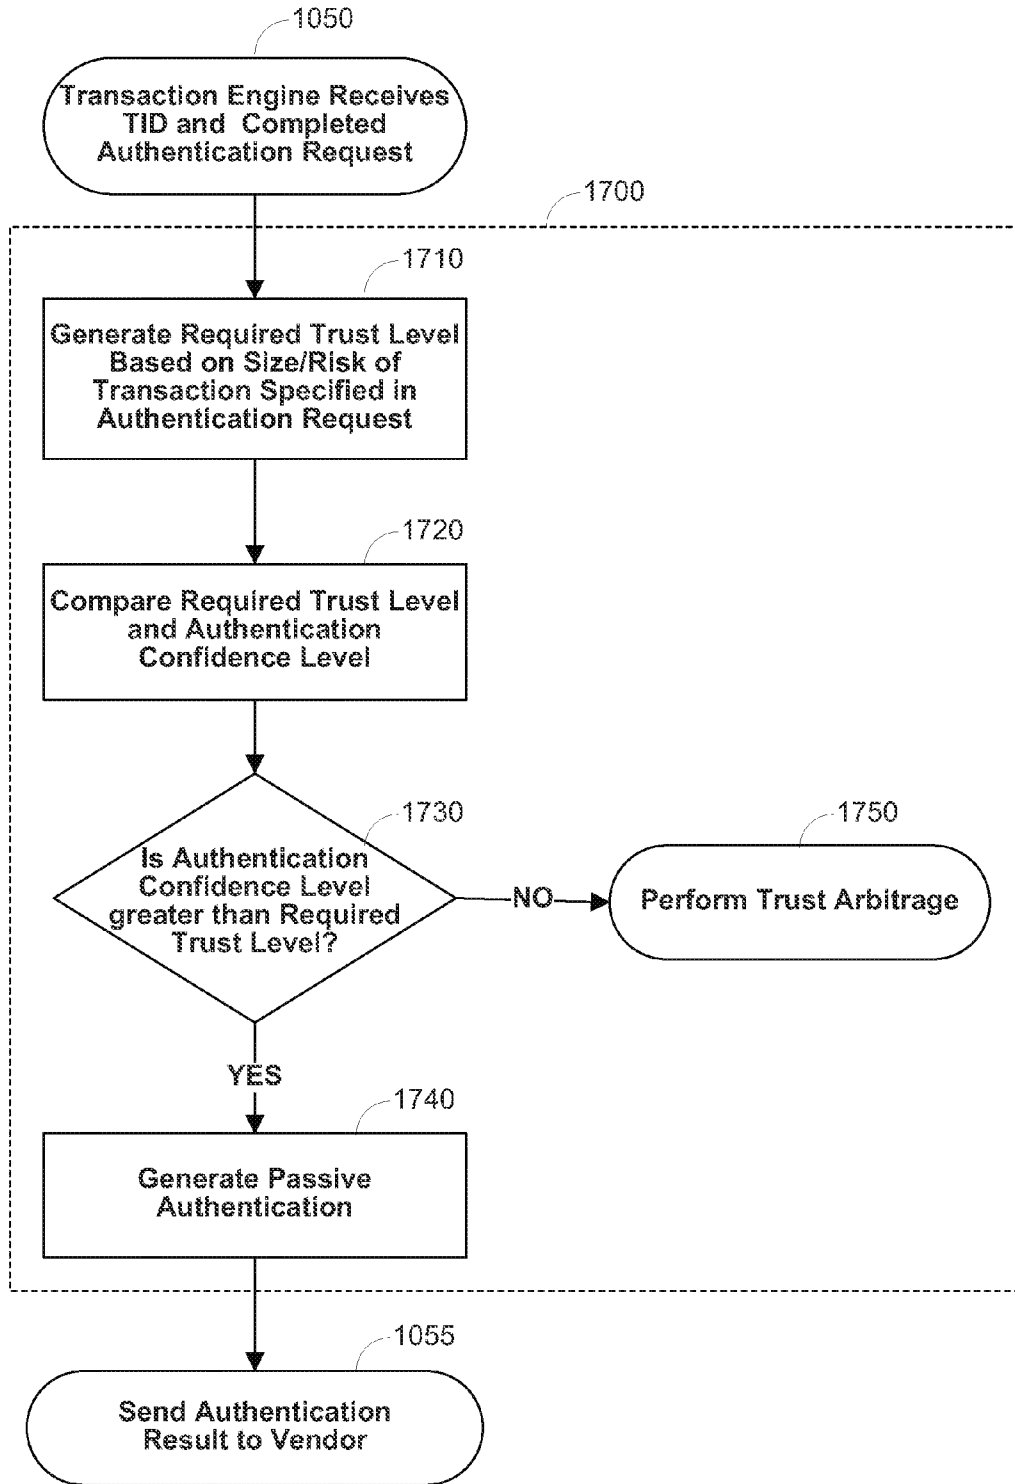 1050
Transaction Engine Receives
TID and Completed
Authentication Request
1700
1710
Generate Required Trust Level
Based on Size/Risk of
Transaction Specified in
Authentication Request
1720
Compare Required Trust Level
and Authentication
Confidence Level
1730
Is Authentication
Confidence Level
greater than Required
Trust Level?
NO
1750
Perform Trust Arbitrage
YES
1740
Generate Passive
Authentication
1055
Send Authentication
Result to Vendor